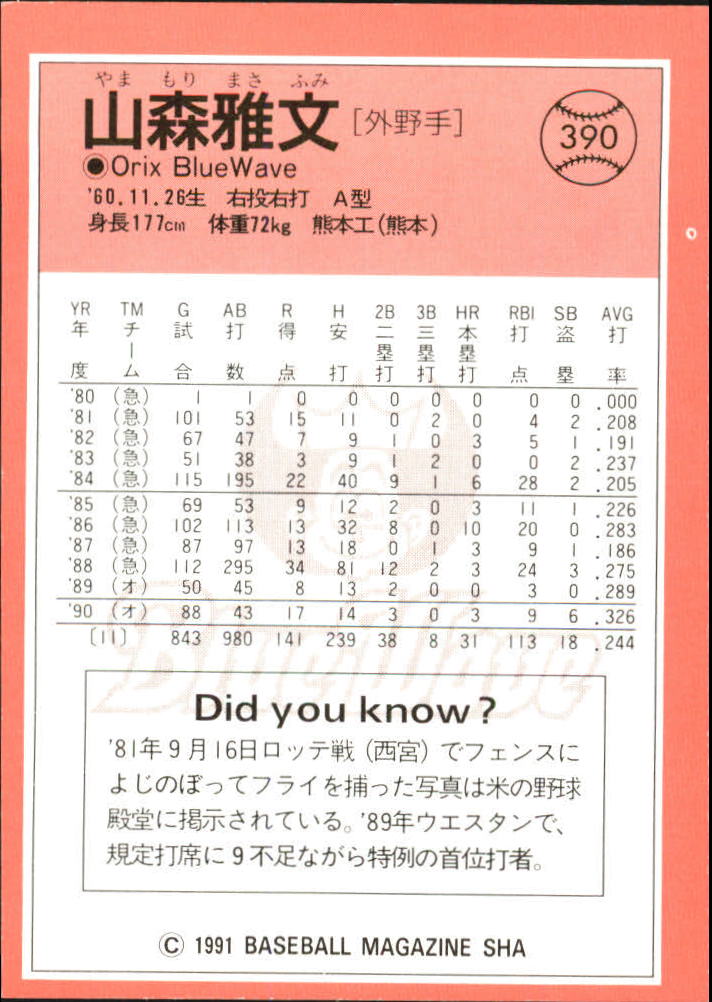 やま もり まさ ふみ
山森雅文 [外野手]
390
●Orix BlueWave
'60.11.26生 右投右打 A型
身長177cm 体重72kg 熊本工(熊本)
YR TM G AB R H 2B 3B HR RBI SB AVG
年度 チーム 試合 打数 得点 安打 二塁打 三塁打 本塁打 打点 盗塁 打率
'80 (急) 1 1 0 0 0 0 0 0 0 .000
'81 (急) 101 53 15 11 0 2 0 4 2 .208
'82 (急) 67 47 7 9 1 0 3 5 1 .191
'83 (急) 51 38 3 9 1 2 0 0 2 .237
'84 (急) 115 195 22 40 9 1 6 28 2 .205
'85 (急) 69 53 9 12 2 0 3 11 1 .226
'86 (急) 102 113 13 32 8 0 10 20 0 .283
'87 (急) 87 97 13 18 0 1 3 9 1 .186
'88 (急) 112 295 34 81 12 2 3 24 3 .275
'89 (オ) 50 45 8 13 2 0 0 3 0 .289
'90 (オ) 88 43 17 14 3 0 3 9 6 .326
[11] 843 980 141 239 38 8 31 113 18 .244
BlueWave
Did you know?
'81年9月16日ロッテ戦(西宮)でフェンスに
よじのぼってフライを捕った写真は米の野球
殿堂に掲示されている。'89年ウエスタンで、
規定打席に9不足ながら特例の首位打者。
© 1991 BASEBALL MAGAZINE SHA